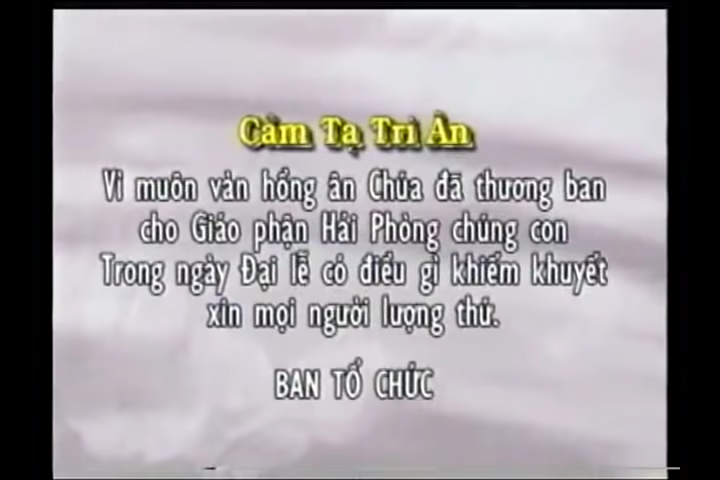 Cảm Tạ Tri Ân
Vì muôn vàn hồng ân Chúa đã thương ban
cho Giáo phận Hải Phòng chúng con
Trong ngày Đại lễ có điều gì khiếm khuyết
xin mọi người lượng thứ.
BAN TỔ CHỨC